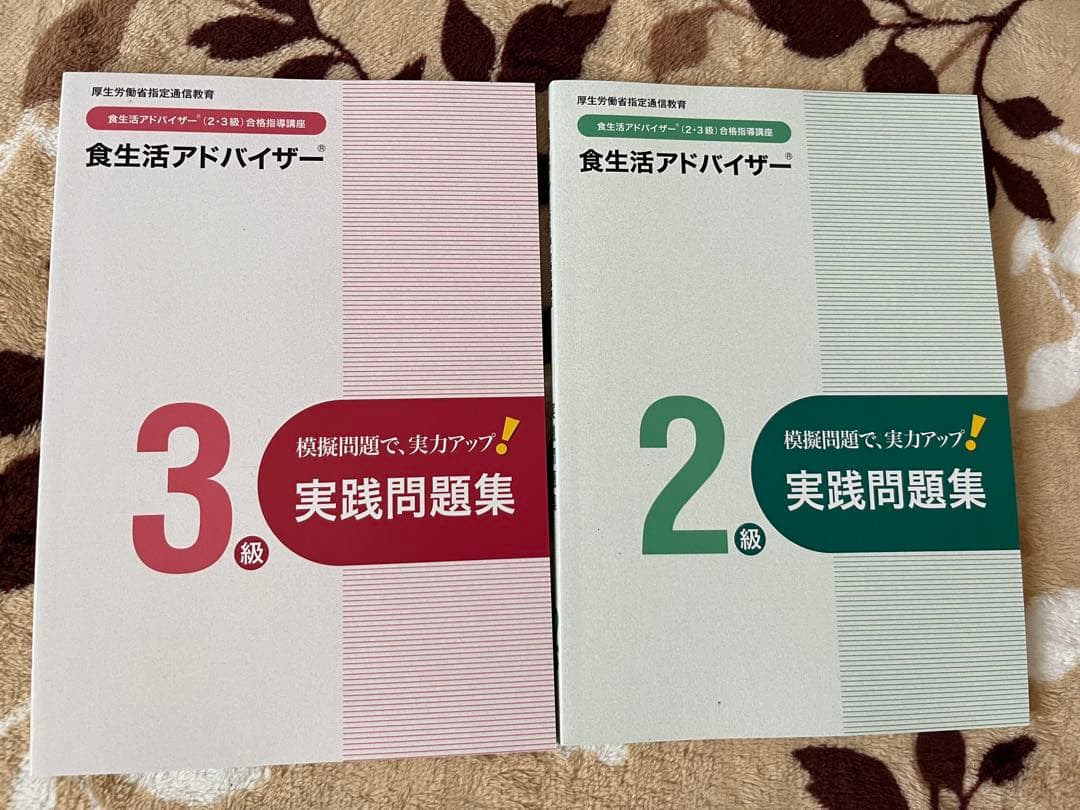 厚生労働省指定通信教育
食生活アドバイザー®(2・3級)合格指導講座
食生活アドバイザー®
3級
模擬問題で、実力アップ!
実践問題集
厚生労働省指定通信教育
食生活アドバイザー®(2・3級)合格指導講座
食生活アドバイザー®
2級
模擬問題で、実力アップ!
実践問題集